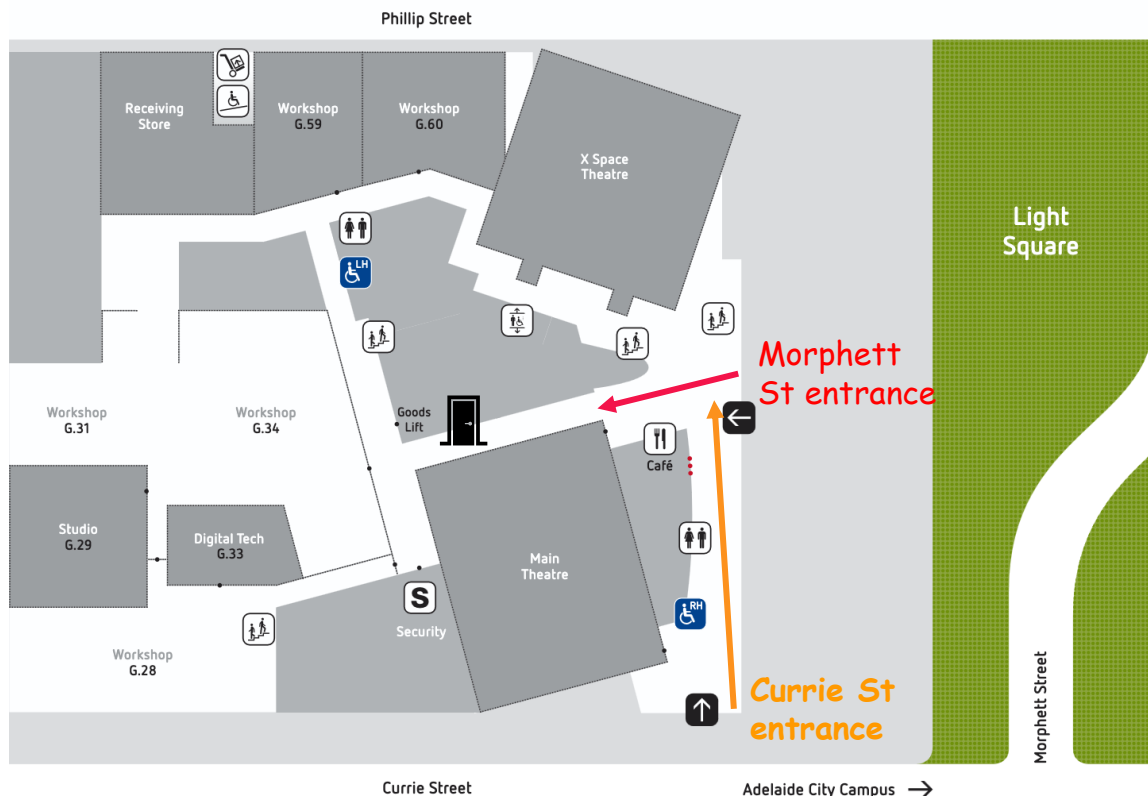 Phillip Street
Receiving
Store
Workshop
G.59
Workshop
G.60
X Space
Theatre
Light
Square
LH
Morphett
St entrance
Workshop
G.31
Workshop
G.34
Goods
Lift
Café
Studio
G.29
Digital Tech
G.33
Main
Theatre
S
Security
RH
Workshop
G.28
Currie St
entrance
Morphett Street
Currie Street
Adelaide City Campus